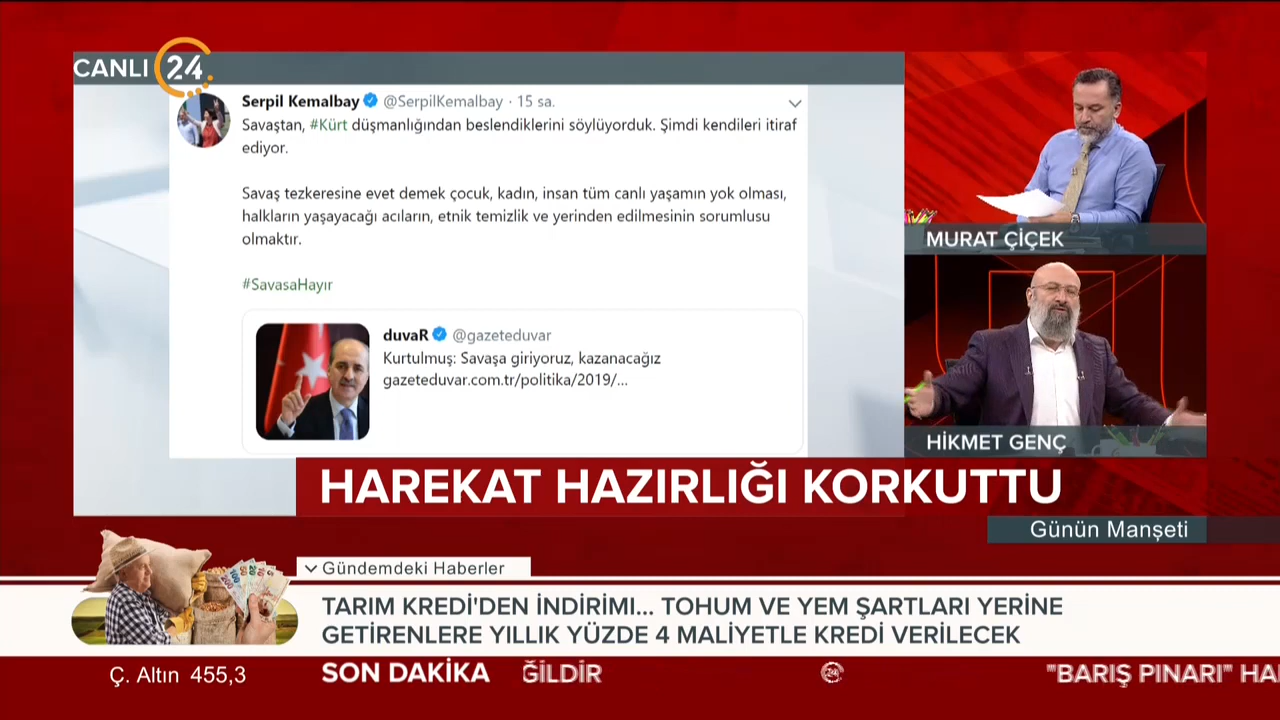 CANLI 24
Serpil Kemalbay @SerpilKemalbay · 15 sa.
Savaştan, #Kürt düşmanlığından beslendiklerini söylüyorduk. Şimdi kendileri itiraf
ediyor.
Savaş tezkeresine evet demek çocuk, kadın, insan tüm canlı yaşamın yok olması,
halkların yaşayacağı acıların, etnik temizlik ve yerinden edilmesinin sorumlusu
olmaktır.
#SavasaHayır
duvaR @gazeteduvar
Kurtulmuş: Savaşa giriyoruz, kazanacağız
gazeteduvar.com.tr/politika/2019/...
MURAT ÇİÇEK
HİKMET GENÇ
HAREKAT HAZIRLIĞI KORKUTTU
Günün Manşeti
Gündemdeki Haberler
TARIM KREDİ'DEN İNDİRİMI... TOHUM VE YEM ŞARTLARI YERİNE
GETİRENLERE YILLIK YÜZDE 4 MALİYETLE KREDİ VERİLECEK
Ç. Altın 455,3
SON DAKİKA
ĞİLDİR
24
"BARIŞ PINARI" HA